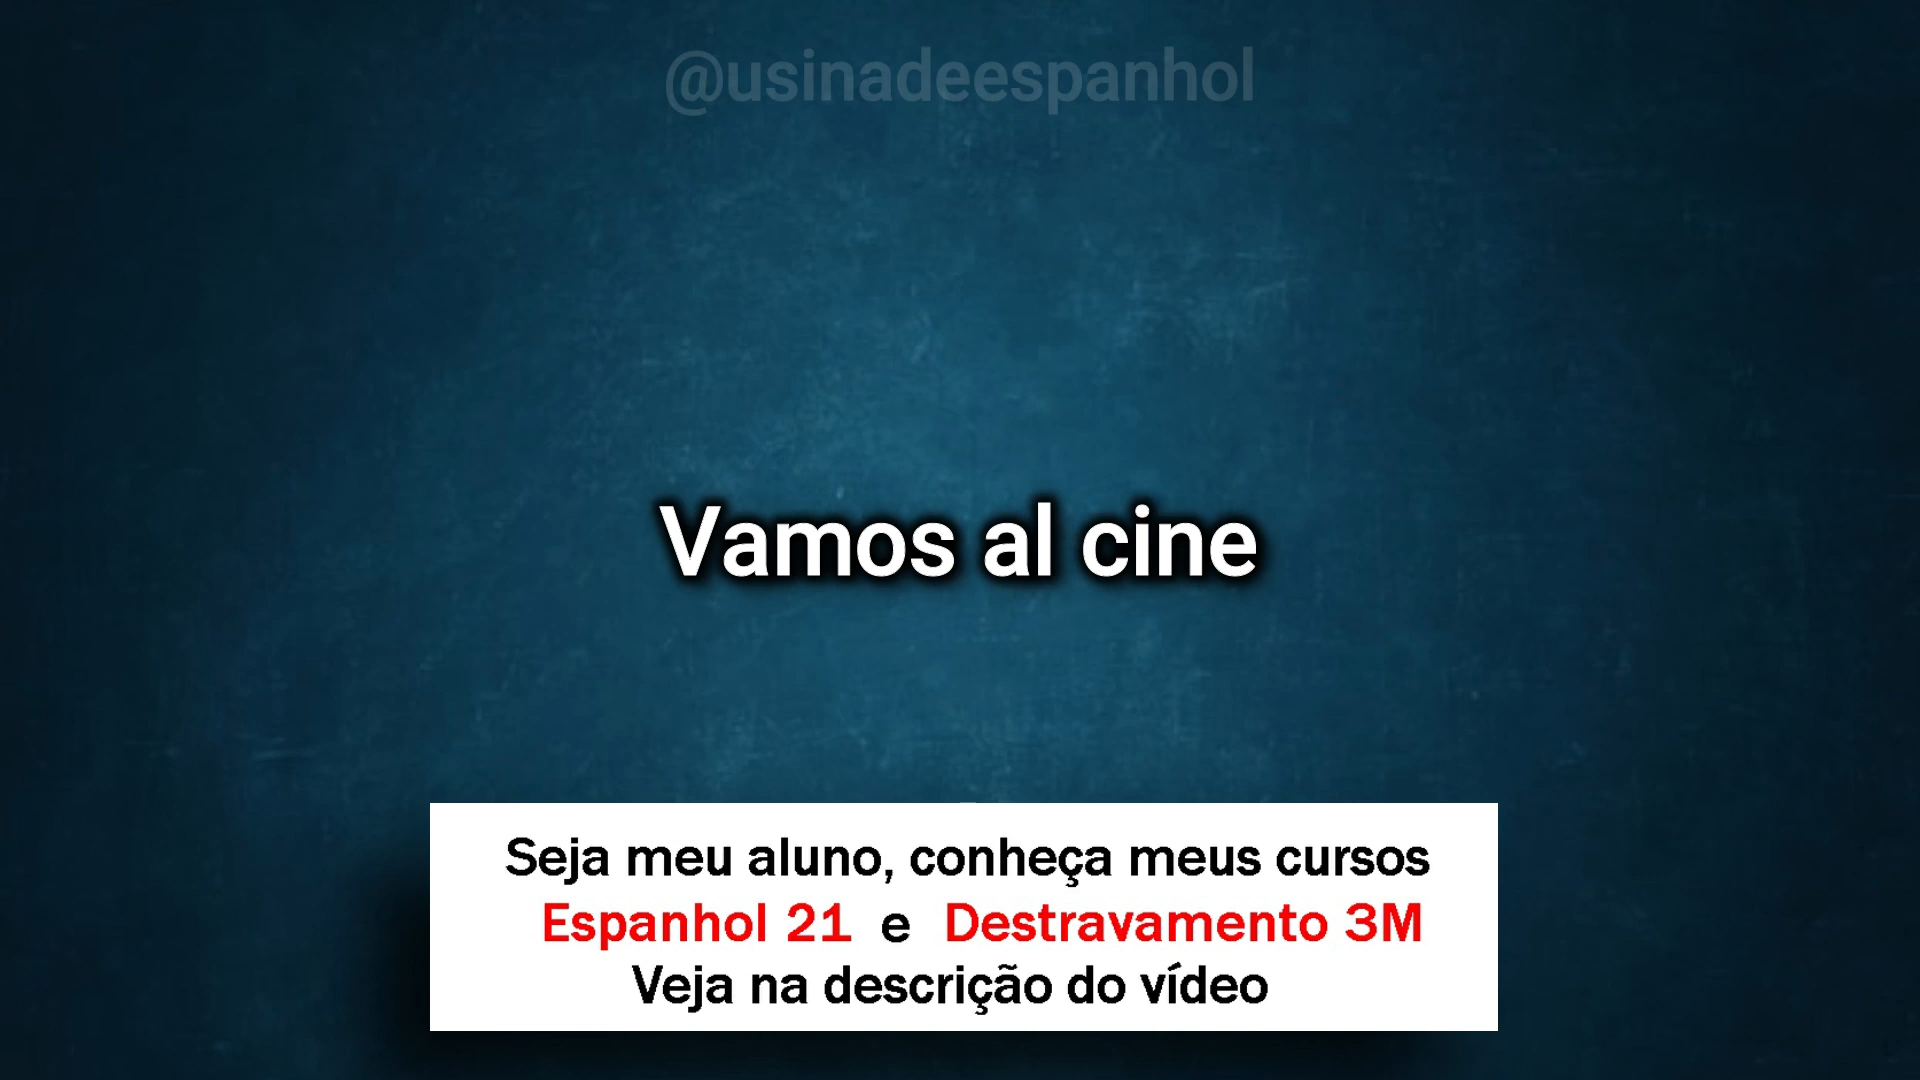 @usinadeespanhol
Vamos al cine
Seja meu aluno, conheça meus cursos
Espanhol 21 e Destravamento 3M
Veja na descrição do vídeo